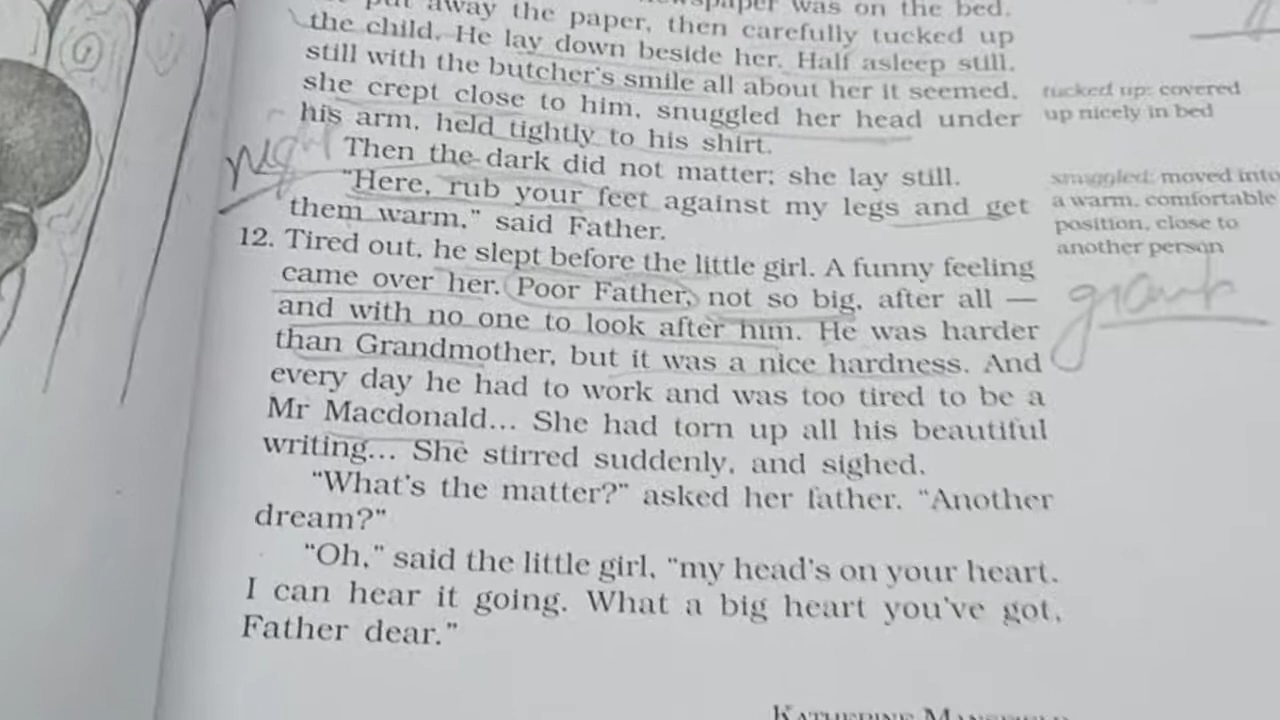 away the paper, then carefully tucked up
the child. He lay down beside her. Half asleep still,
still with the butcher's smile all about her it seemed,
she crept close to him, snuggled her head under
his arm, held tightly to his shirt.
Then the dark did not matter; she lay still.
"Here, rub your feet against my legs and get
them warm," said Father.
12. Tired out, he slept before the little girl. A funny feeling
came over her. Poor Father, not so big, after all —
and with no one to look after him. He was harder
than Grandmother, but it was a nice hardness. And
every day he had to work and was too tired to be a
Mr Macdonald... She had torn up all his beautiful
writing... She stirred suddenly, and sighed.
"What's the matter?" asked her father. "Another
dream?"
"Oh," said the little girl, "my head's on your heart.
I can hear it going. What a big heart you've got,
Father dear."
tucked up: covered
up nicely in bed
snuggled: moved into
a warm, comfortable
position, close to
another person